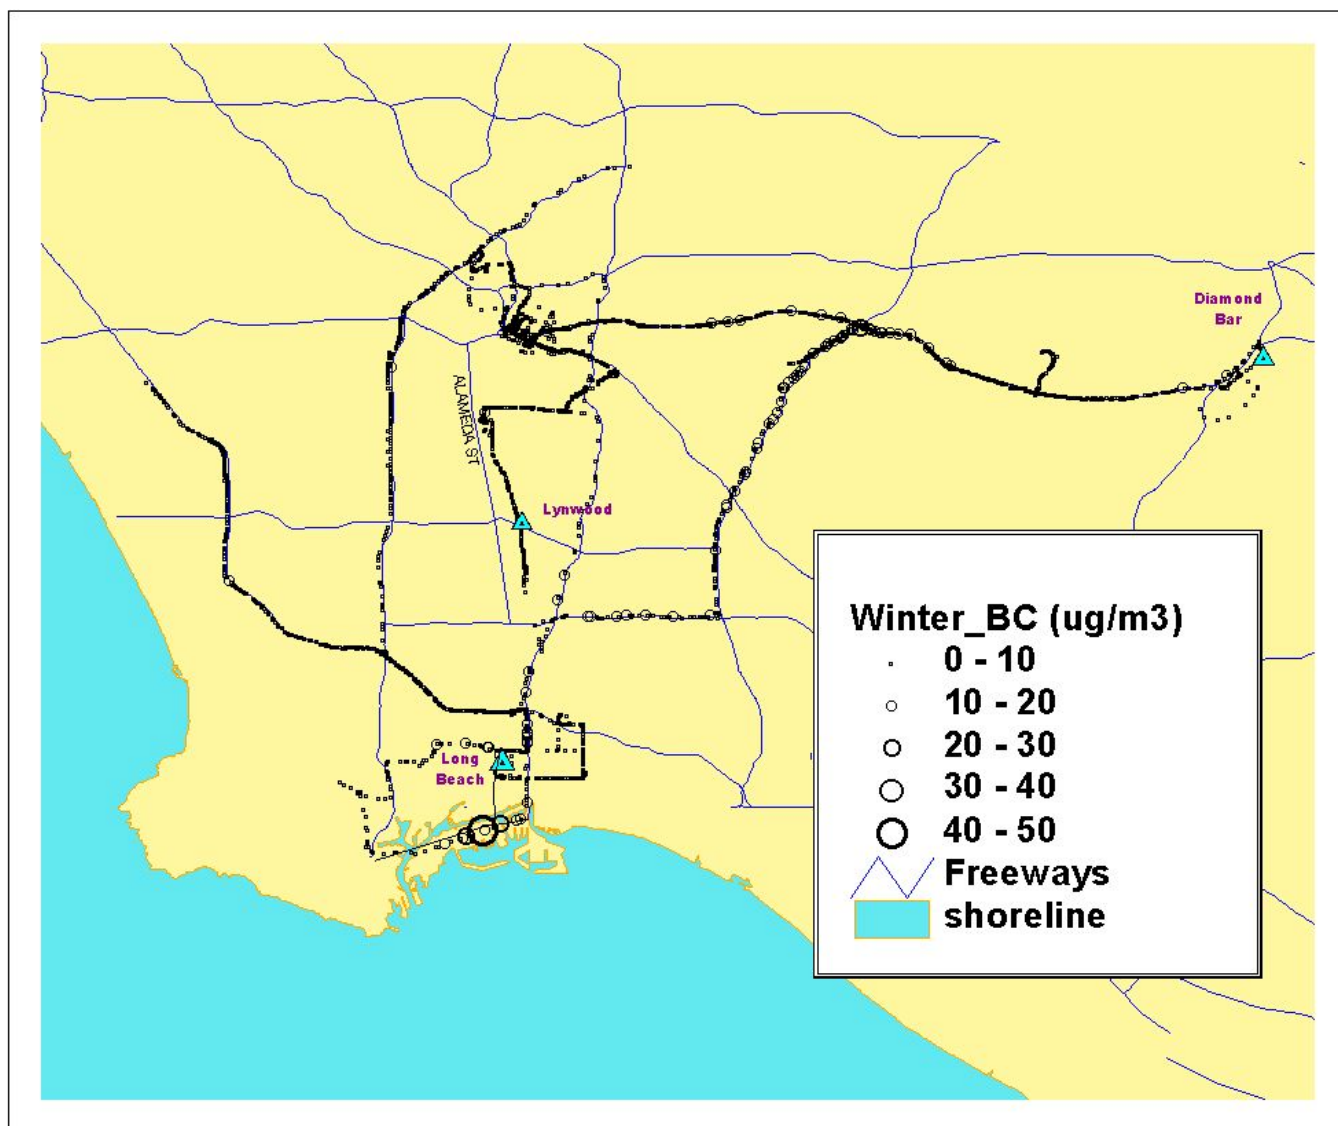 Diamond
Bar
ALAMEDA ST
Lynwood
Long
Beach
Winter_BC (ug/m3)
0 - 10
10 - 20
20 - 30
30 - 40
40 - 50
Freeways
shoreline